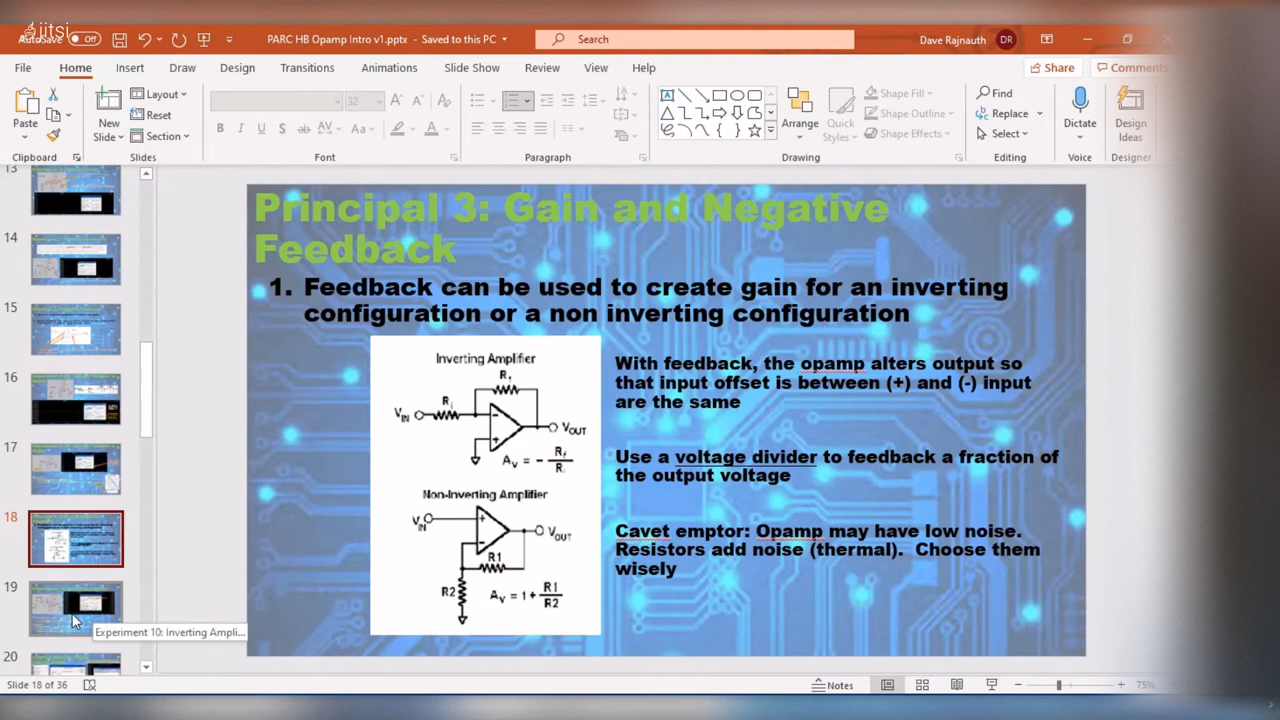 jitsi
AutoSave Off PARC HB Opamp Intro v1.pptx - Saved to this PC Search Dave Rajnauth DR
File Home Insert Draw Design Transitions Animations Slide Show Review View Help Share Comments
Paste New Slide Layout Reset Section 32 Arrange Quick Styles Shape Fill Shape Outline Shape Effects Find Replace Select Dictate Design Ideas
Clipboard Slides Font Paragraph Drawing Editing Voice Designer
13
14
15
16
17
18
19
20
Experiment 10: Inverting Ampli...
Principal 3: Gain and Negative
Feedback
1. Feedback can be used to create gain for an inverting
configuration or a non inverting configuration
Inverting Amplifier
Rf
Ri
VIN
VOUT
Av = - Rf / Ri
Non-Inverting Amplifier
VIN
VOUT
R1
R2
Av = 1+ R1 / R2
With feedback, the opamp alters output so
that input offset is between (+) and (-) input
are the same
Use a voltage divider to feedback a fraction of
the output voltage
Cavet emptor: Opamp may have low noise.
Resistors add noise (thermal). Choose them
wisely
Slide 18 of 36 Notes 75%